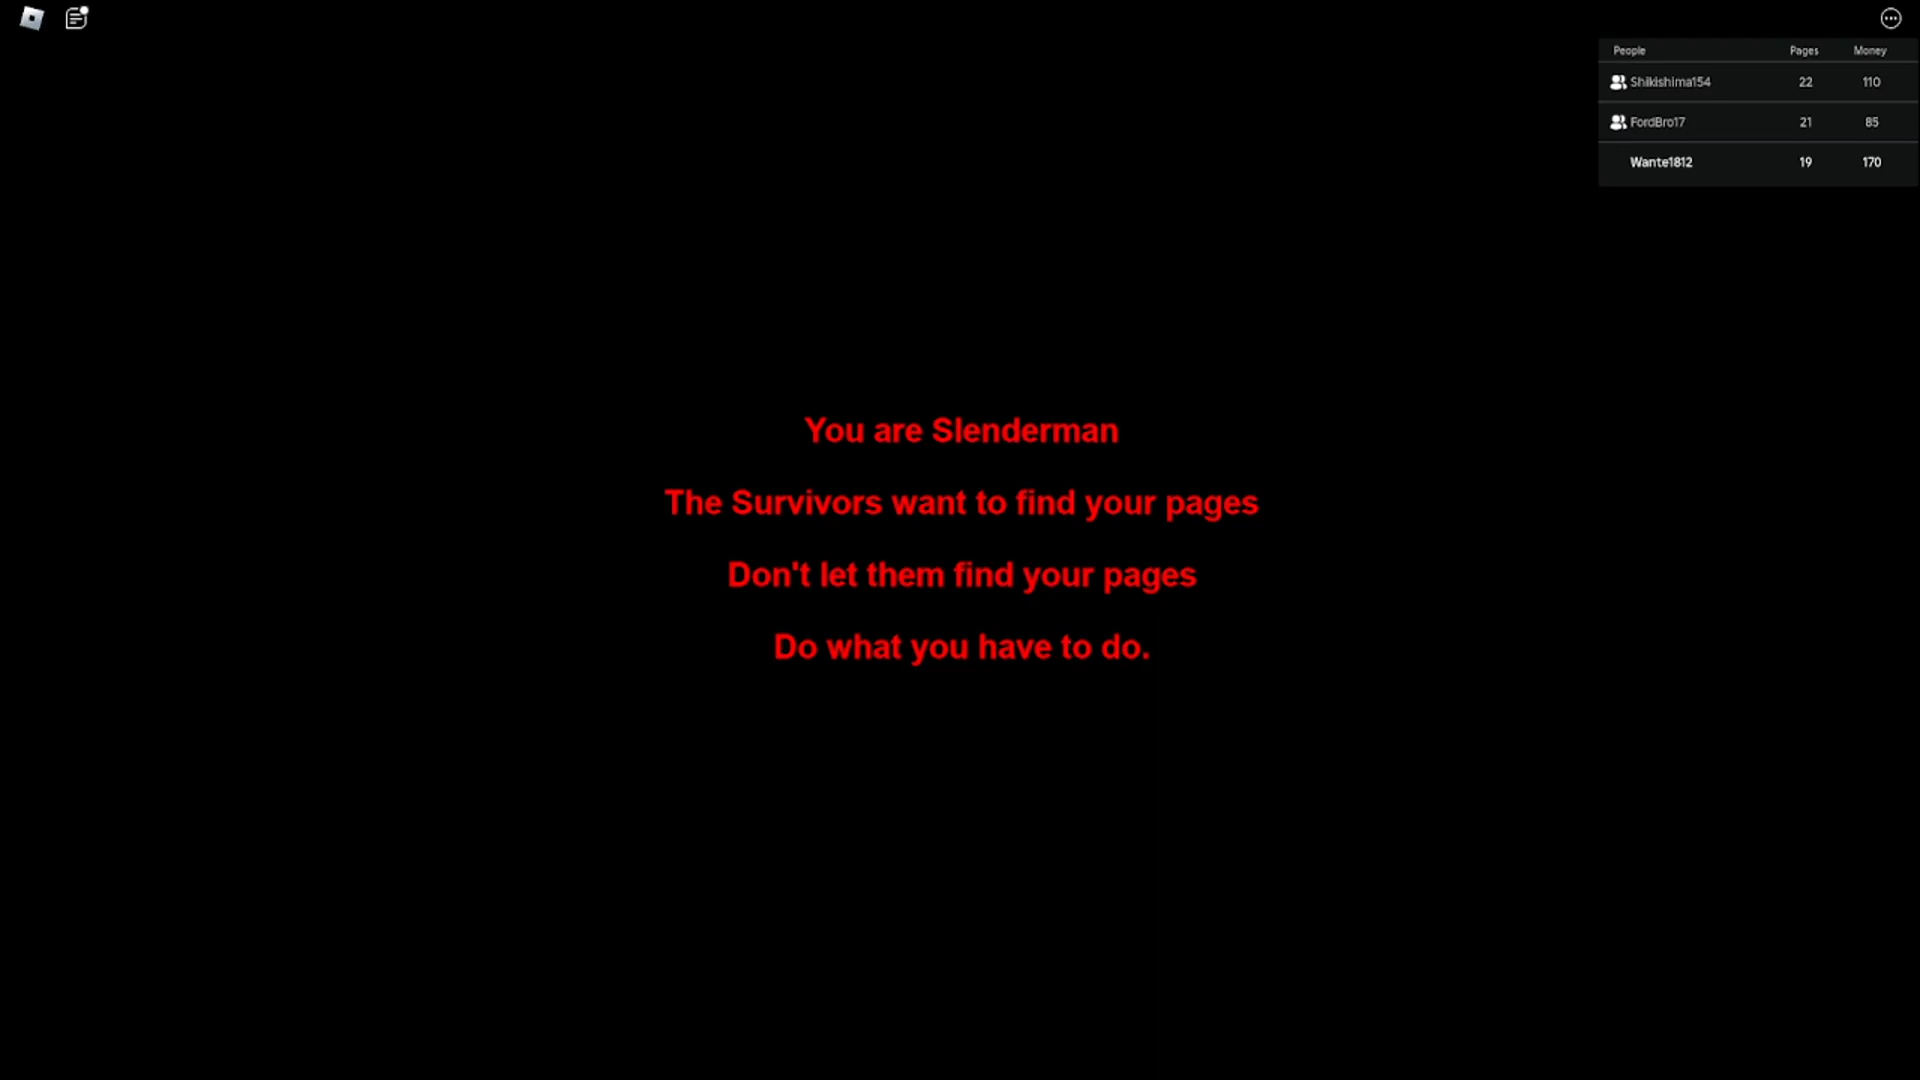 People Pages Money
Shikishima154 22 110
FordBro17 21 85
Wante1812 19 170
You are Slenderman
The Survivors want to find your pages
Don't let them find your pages
Do what you have to do.